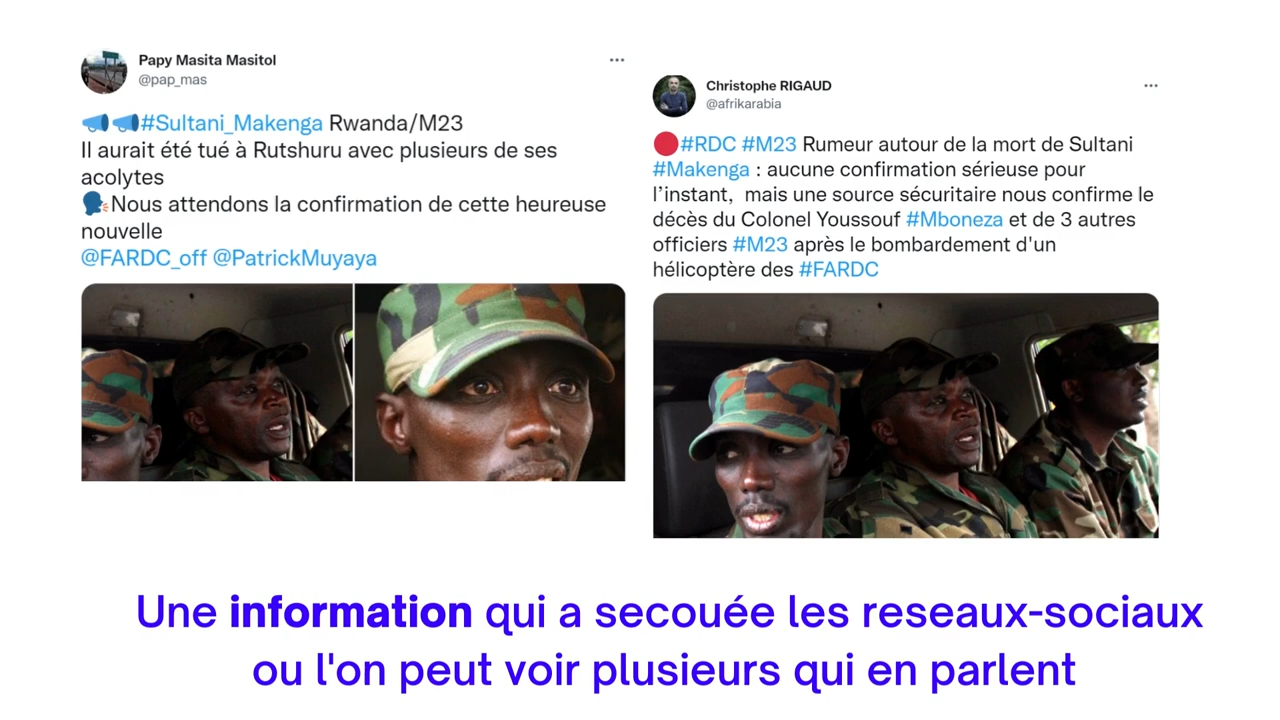 Papy Masita Masitol
@pap_mas
#Sultani_Makenga Rwanda/M23
Il aurait été tué à Rutshuru avec plusieurs de ses
acolytes
Nous attendons la confirmation de cette heureuse
nouvelle
@FARDC_off @PatrickMuyaya
Christophe RIGAUD
@afrikarabia
#RDC #M23 Rumeur autour de la mort de Sultani
#Makenga : aucune confirmation sérieuse pour
l’instant, mais une source sécuritaire nous confirme le
décès du Colonel Youssouf #Mboneza et de 3 autres
officiers #M23 après le bombardement d'un
hélicoptère des #FARDC
Une information qui a secouée les reseaux-sociaux
ou l'on peut voir plusieurs qui en parlent